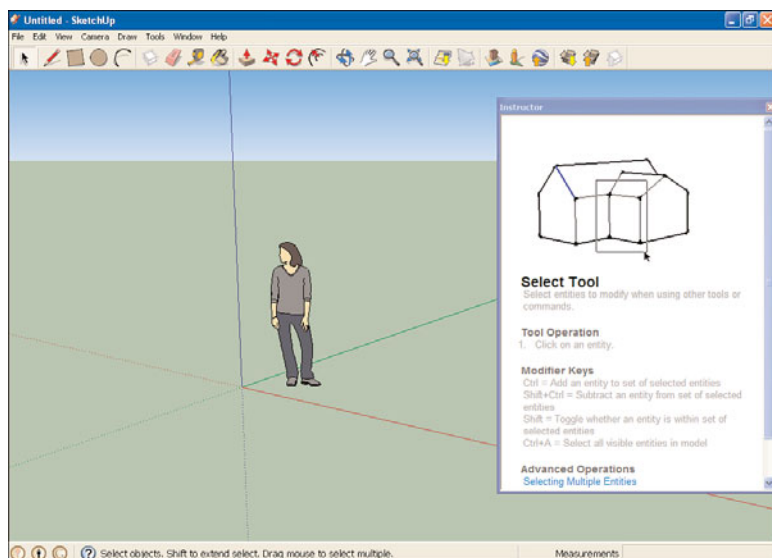 Untitled - SketchUp
File Edit View Camera Draw Tools Window Help
Instructor
Select Tool
Select entities to modify when using other tools or
commands.
Tool Operation
1. Click on an entity.
Modifier Keys
Ctrl = Add an entity to set of selected entities
Shift+Ctrl = Subtract an entity from set of selected
entities
Shift = Toggle whether an entity is within set of
selected entities
Ctrl+A = Select all visible entities in model
Advanced Operations
Selecting Multiple Entities
Select objects. Shift to extend select. Drag mouse to select multiple.
Measurements